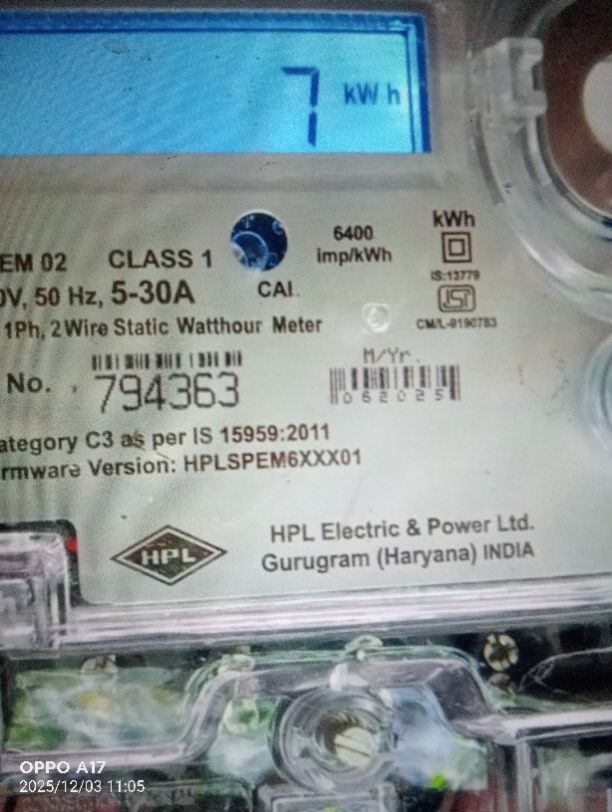 7 kWh
EM 02 CLASS 1
6400 imp/kWh
kWh
IS:13779
0V, 50 Hz, 5-30A CAL
1Ph, 2Wire Static Watthour Meter
CM/L-9190783
No. 794363
M/Yr.
062025
ategory C3 as per IS 15959:2011
rmware Version: HPLSPEM6XXX01
HPL
HPL Electric & Power Ltd.
Gurugram (Haryana) INDIA
OPPO A17
2025/12/03 11:05